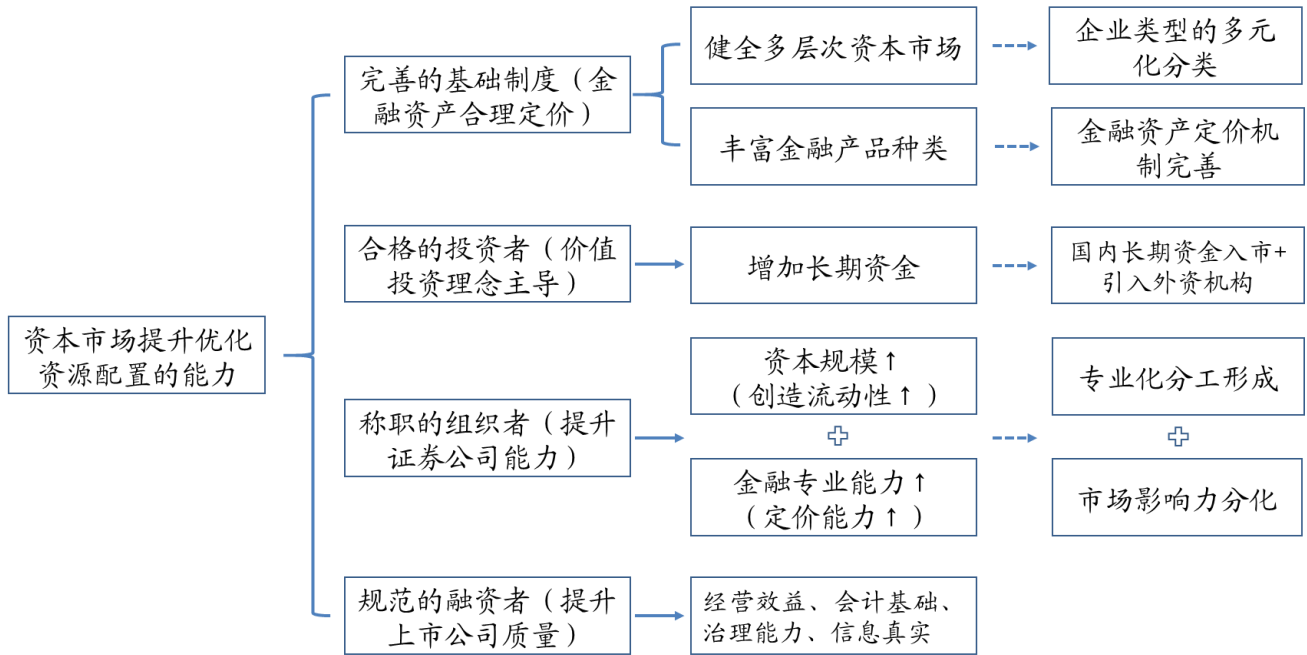 资本市场提升优化
资源配置的能力
完善的基础制度（金
融资产合理定价）
健全多层次资本市场
企业类型的多元
化分类
丰富金融产品种类
金融资产定价机
制完善
合格的投资者（价值
投资理念主导）
增加长期资金
国内长期资金入市+
引入外资机构
称职的组织者（提升
证券公司能力）
资本规模↑
（创造流动性↑）
金融专业能力↑
（定价能力↑）
专业化分工形成
市场影响力分化
规范的融资者（提升
上市公司质量）
经营效益、会计基础、
治理能力、信息真实